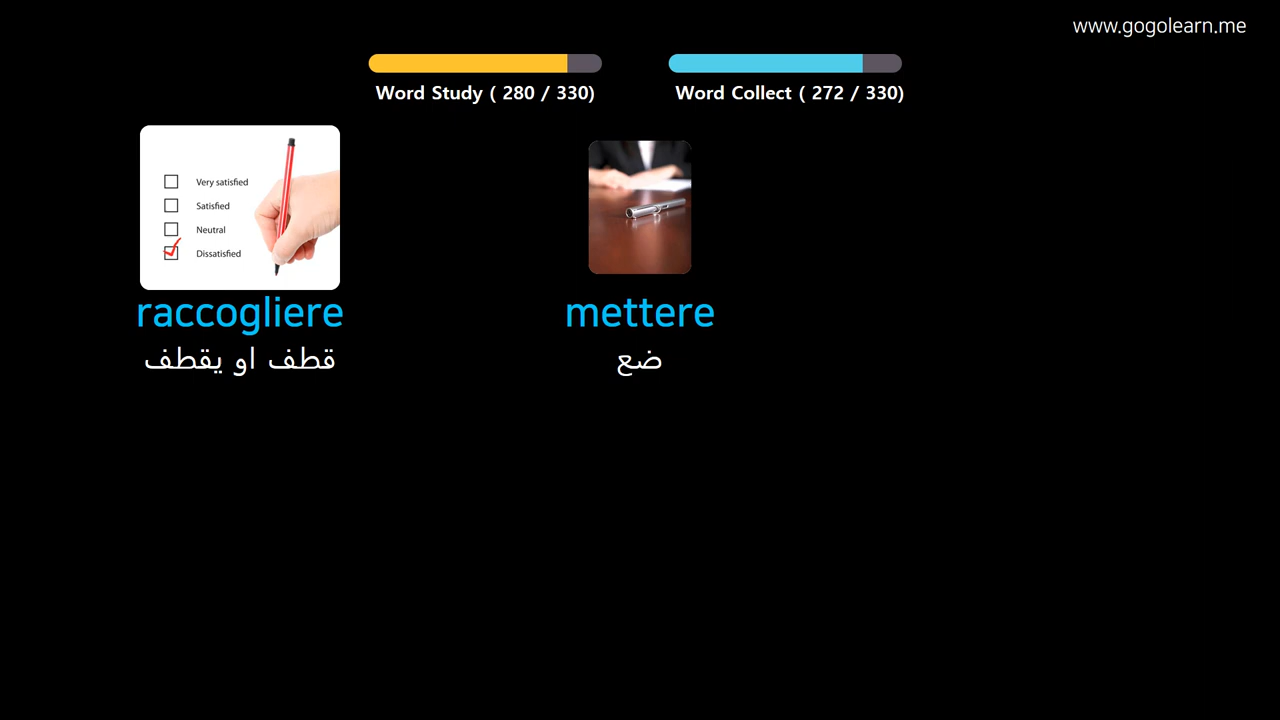 www.gogolearn.me
Word Study ( 280 / 330)
Word Collect ( 272 / 330)
Very satisfied
Satisfied
Neutral
Dissatisfied
raccogliere
قطف او يقطف
mettere
ضع